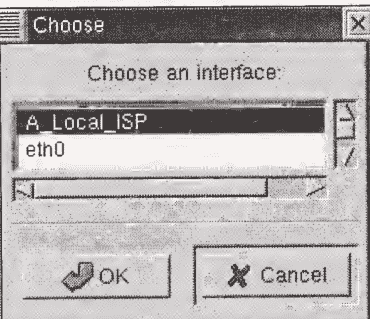 Choose
Choose an interface:
A_Local_ISP
eth0
OK
Cancel